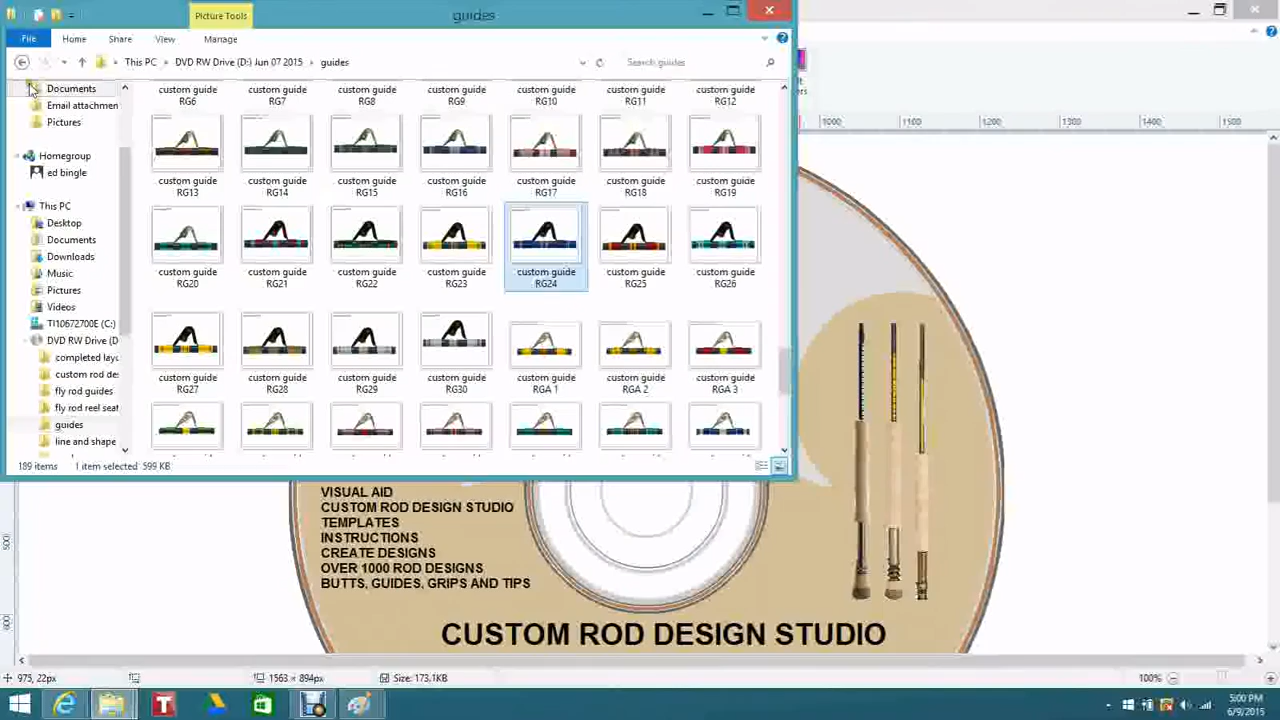 Picture Tools
guides
File
Home
Share
View
Manage
This PC
DVD RW Drive (D:) Jun 07 2015
guides
Search guides
Documents
Email attachmen
Pictures
Homegroup
ed bingle
This PC
Desktop
Documents
Downloads
Music
Pictures
Videos
TI10672700E (C:)
DVD RW Drive (D
completed layo
custom rod de
fly rod guides
fly rod reel seat
guides
line and shape
custom guide RG6
custom guide RG7
custom guide RG8
custom guide RG9
custom guide RG10
custom guide RG11
custom guide RG12
custom guide RG13
custom guide RG14
custom guide RG15
custom guide RG16
custom guide RG17
custom guide RG18
custom guide RG19
custom guide RG20
custom guide RG21
custom guide RG22
custom guide RG23
custom guide RG24
custom guide RG25
custom guide RG26
custom guide RG27
custom guide RG28
custom guide RG29
custom guide RG30
custom guide RGA 1
custom guide RGA 2
custom guide RGA 3
189 items
1 item selected 599 KB
1000
1100
1200
1300
1400
1500
500
600
VISUAL AID
CUSTOM ROD DESIGN STUDIO
TEMPLATES
INSTRUCTIONS
CREATE DESIGNS
OVER 1000 ROD DESIGNS
BUTTS, GUIDES, GRIPS AND TIPS
CUSTOM ROD DESIGN STUDIO
975, 22px
1563 × 894px
Size: 173.1KB
100%
5:00 PM
6/9/2015